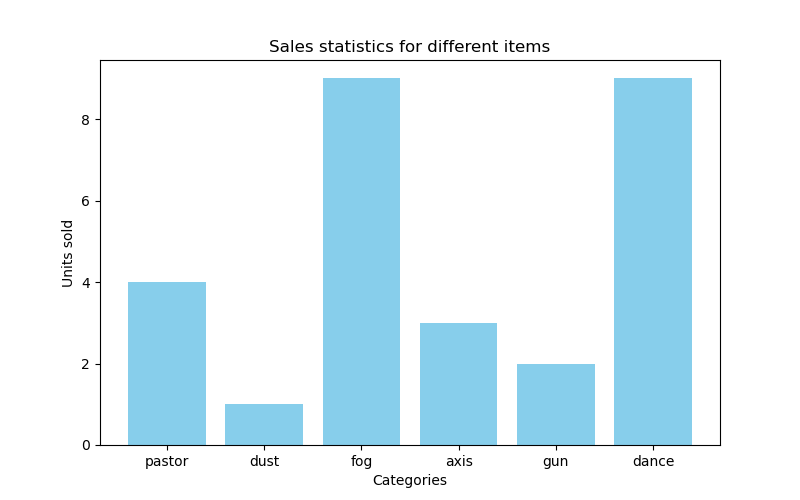 Sales statistics for different items
Units sold
8
6
4
2
0
pastor dust fog axis gun dance
Categories